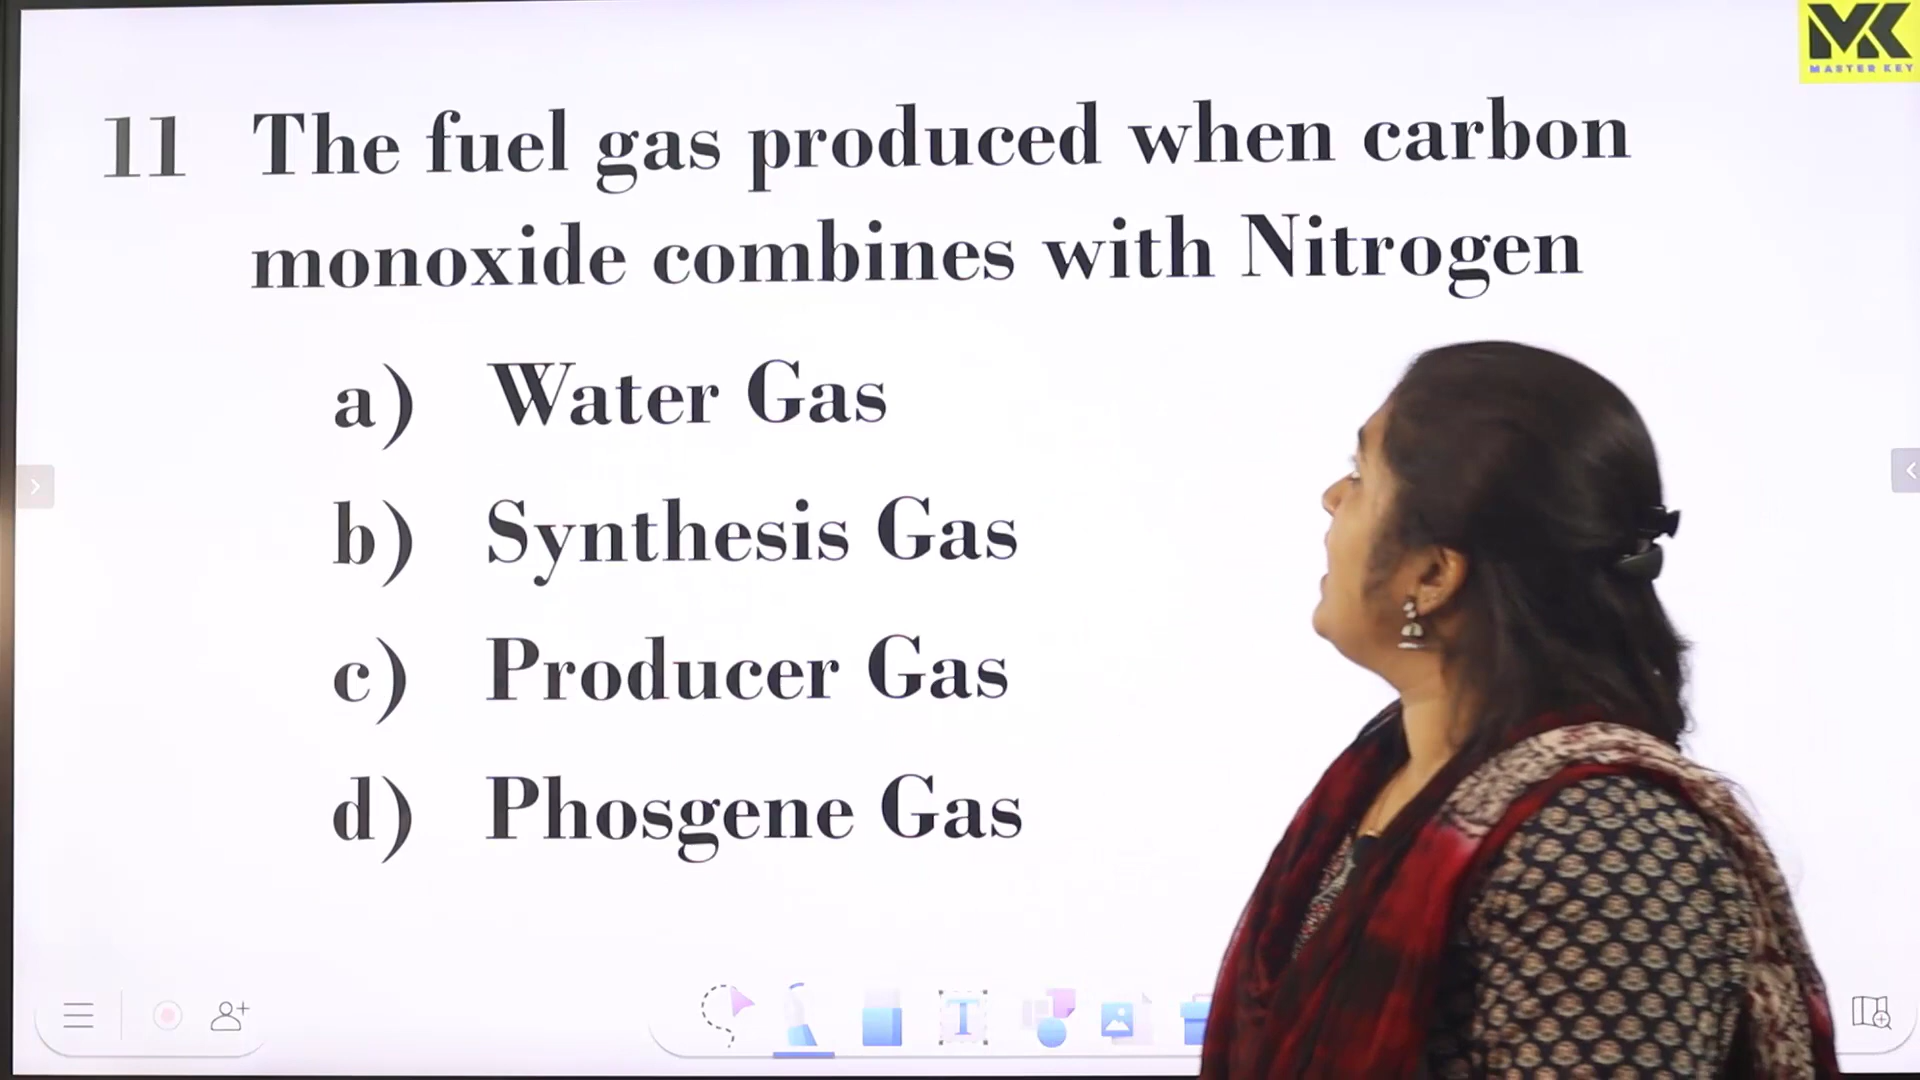 MK
MASTER KEY
11 The fuel gas produced when carbon
monoxide combines with Nitrogen
a) Water Gas
b) Synthesis Gas
c) Producer Gas
d) Phosgene Gas
T